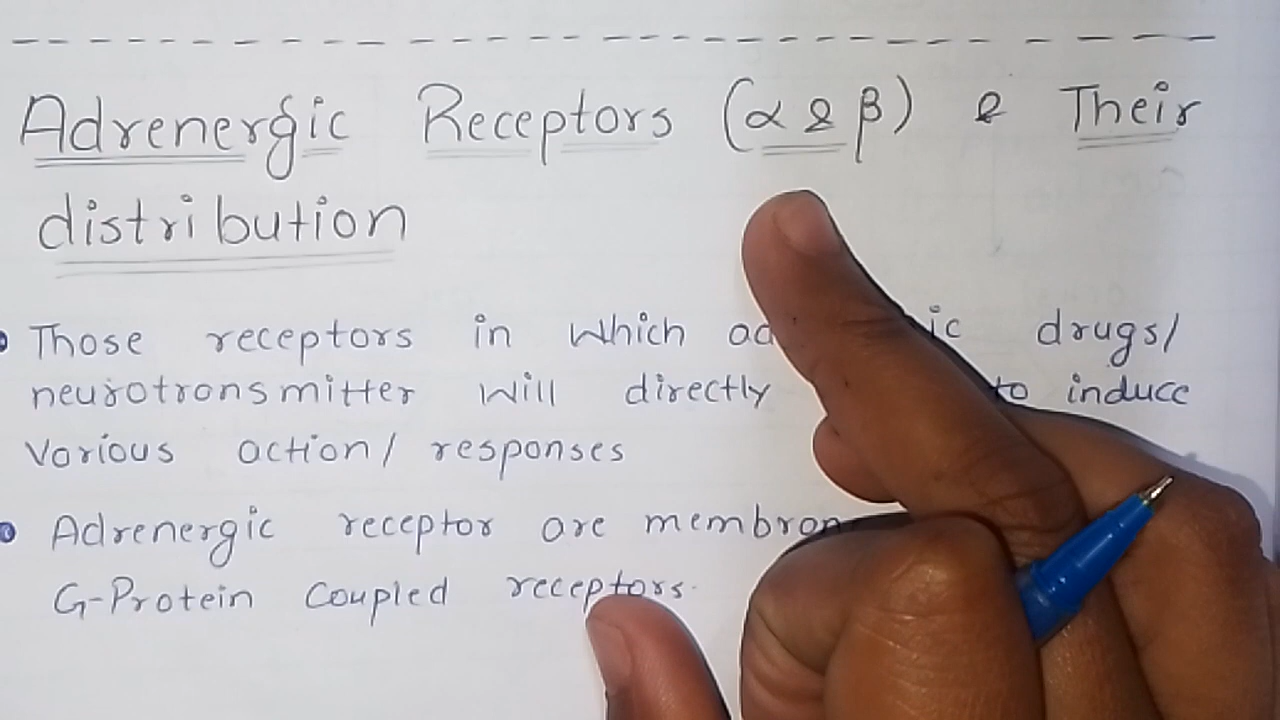 Adrenergic Receptors (α & β) & Their
distribution
Those receptors in which drugs/
neurotronsmitter will directly to induce
Various action/ responses
Adrenergic receptor are
G-Protein Coupled receptors.